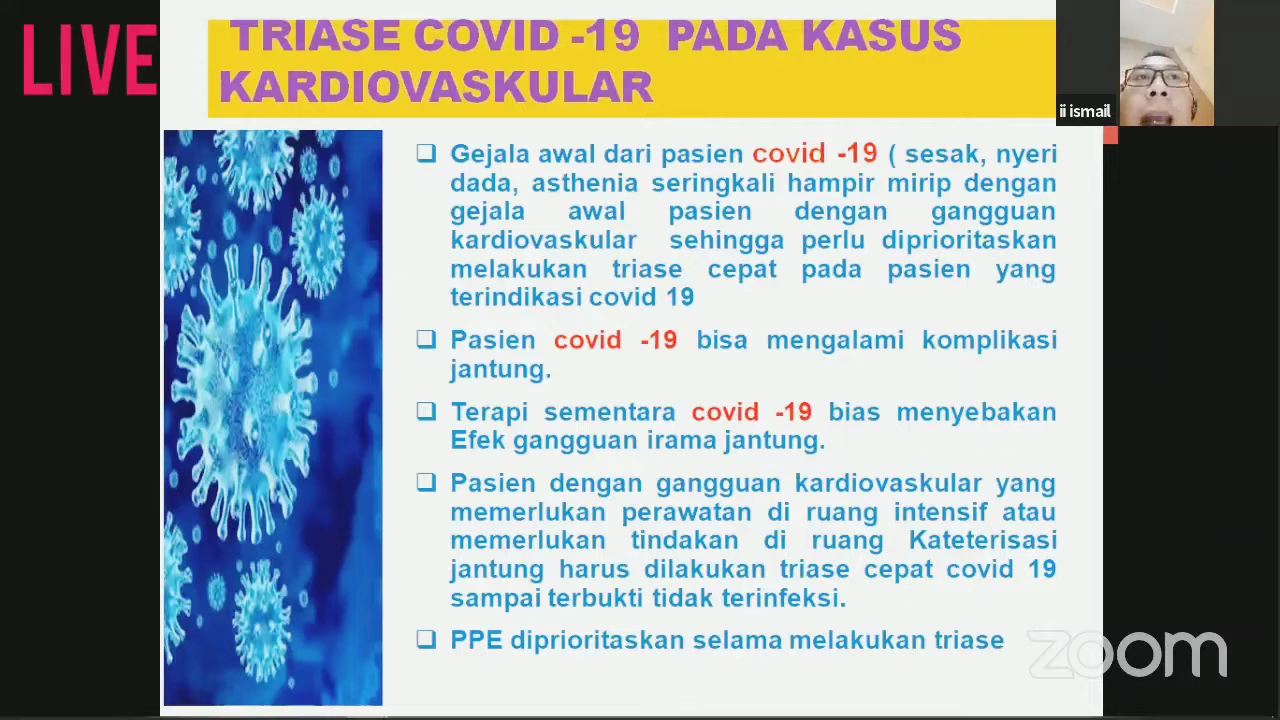 LIVE
TRIASE COVID -19 PADA KASUS
KARDIOVASKULAR
ii ismail
❑ Gejala awal dari pasien covid -19 ( sesak, nyeri
dada, asthenia seringkali hampir mirip dengan
gejala awal pasien dengan gangguan
kardiovaskular sehingga perlu diprioritaskan
melakukan triase cepat pada pasien yang
terindikasi covid 19
❑ Pasien covid -19 bisa mengalami komplikasi
jantung.
❑ Terapi sementara covid -19 bias menyebakan
Efek gangguan irama jantung.
❑ Pasien dengan gangguan kardiovaskular yang
memerlukan perawatan di ruang intensif atau
memerlukan tindakan di ruang Kateterisasi
jantung harus dilakukan triase cepat covid 19
sampai terbukti tidak terinfeksi.
❑ PPE diprioritaskan selama melakukan triase
zoom